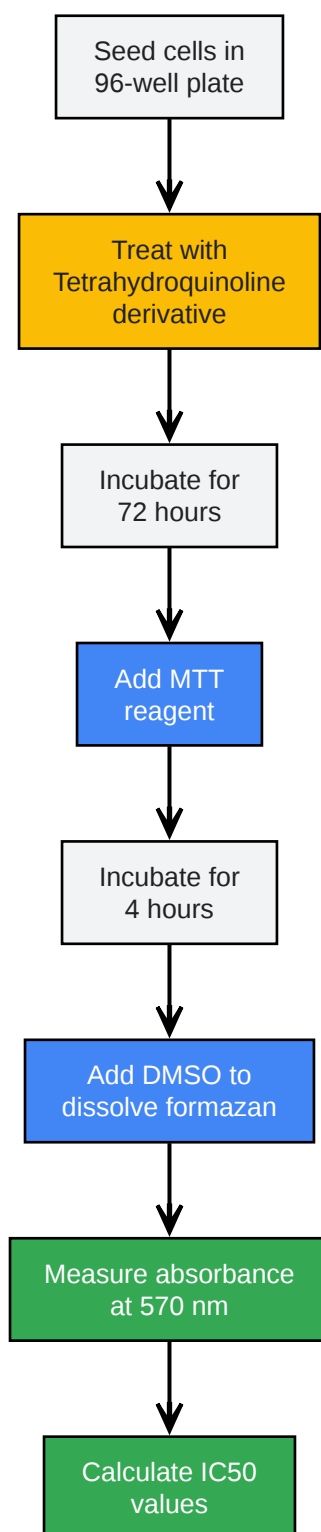 Seed cells in
96-well plate
Treat with
Tetrahydroquinoline
derivative
Incubate for
72 hours
Add MTT
reagent
Incubate for
4 hours
Add DMSO to
dissolve formazan
Measure absorbance
at 570 nm
Calculate IC50
values